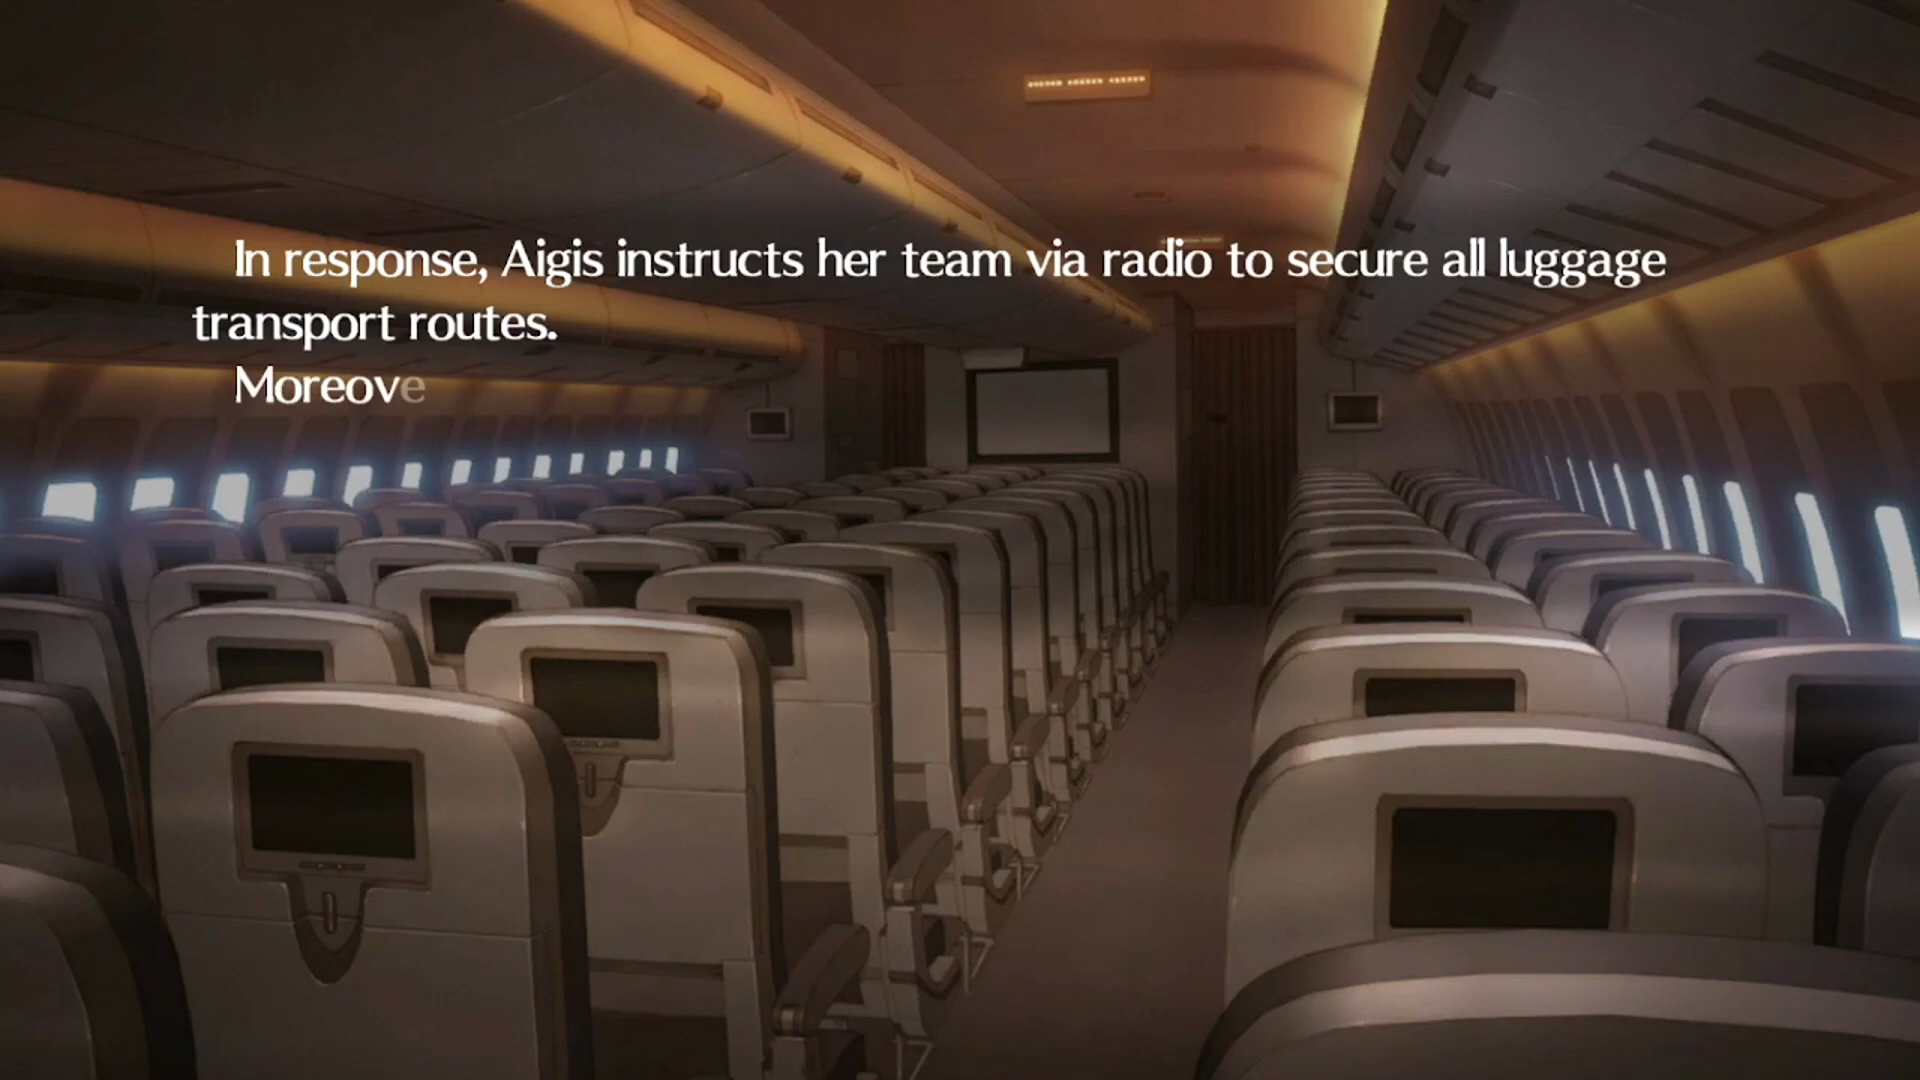 In response, Aigis instructs her team via radio to secure all luggage
transport routes.
Moreove